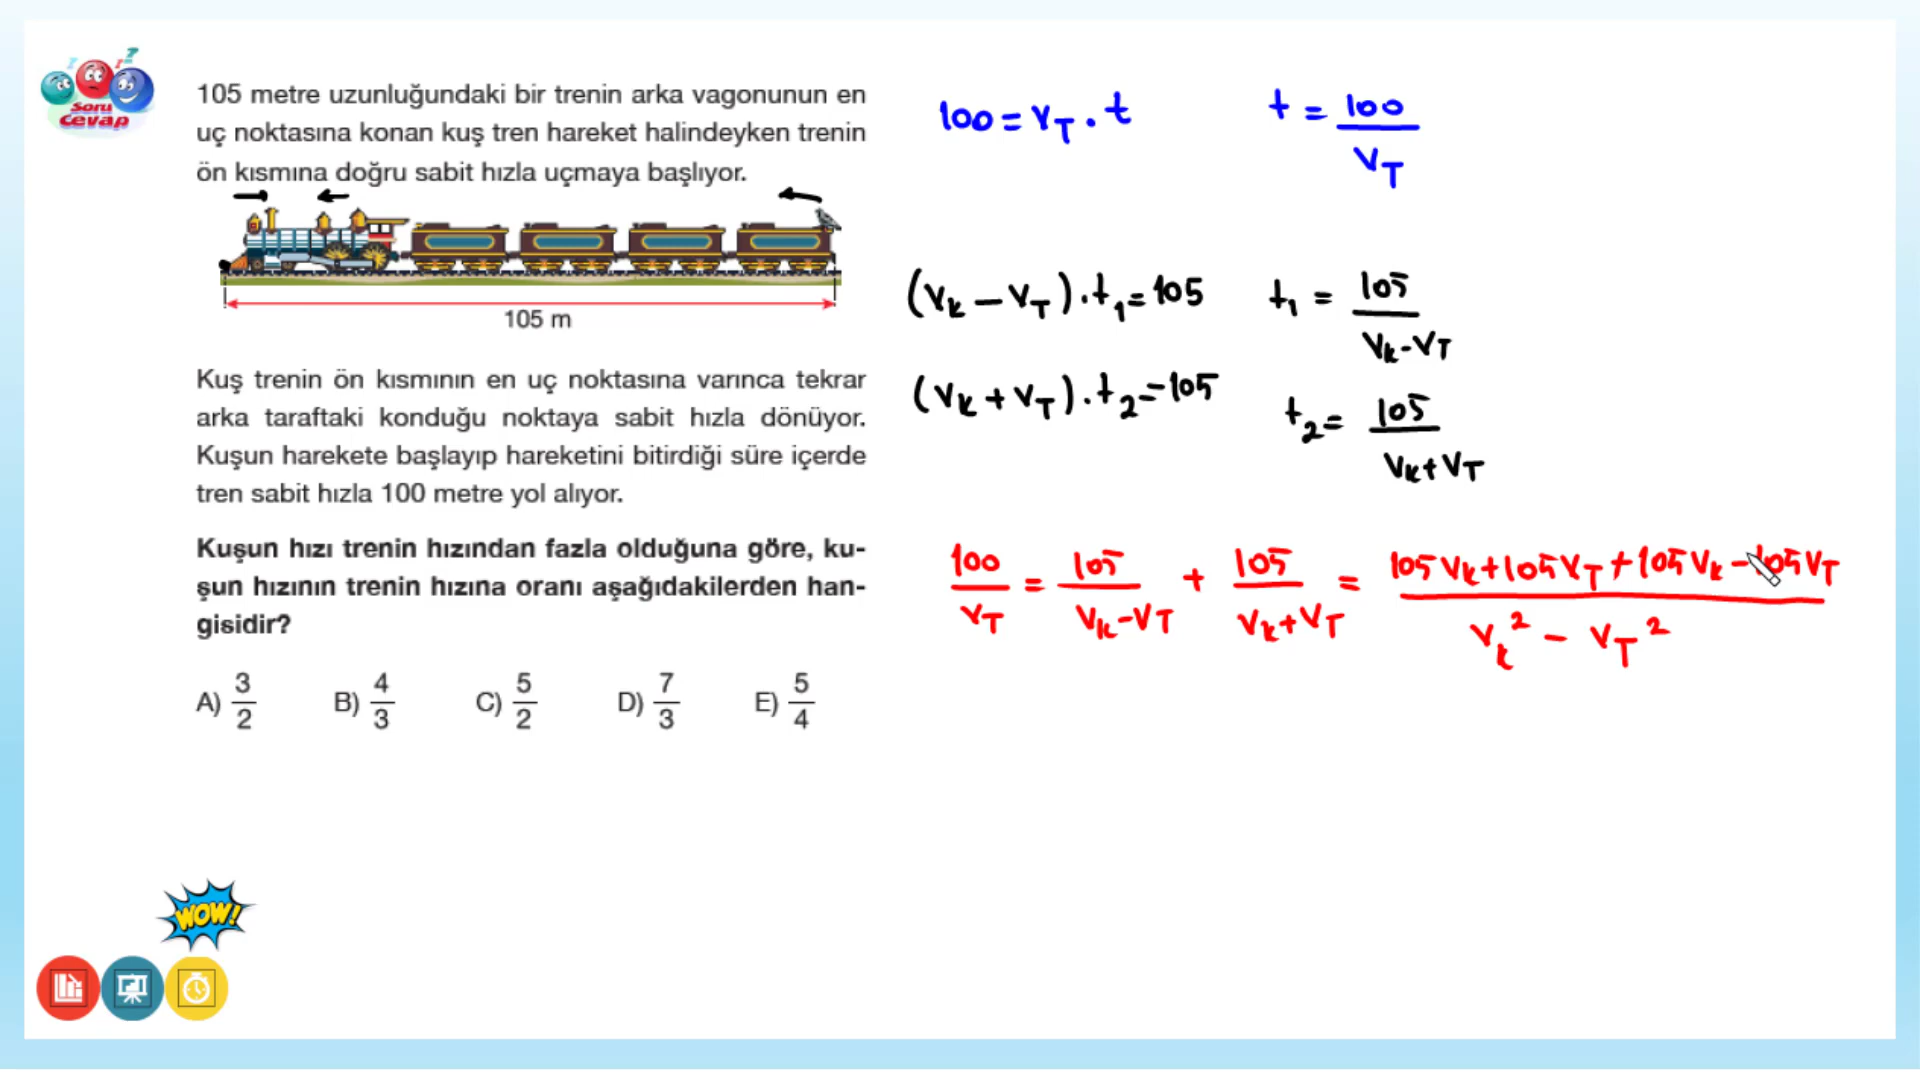 Soru
Cevap
105 metre uzunluğundaki bir trenin arka vagonunun en
uç noktasına konan kuş tren hareket halindeyken trenin
ön kısmına doğru sabit hızla uçmaya başlıyor.
105 m
Kuş trenin ön kısmının en uç noktasına varınca tekrar
arka taraftaki konduğu noktaya sabit hızla dönüyor.
Kuşun harekete başlayıp hareketini bitirdiği süre içerde
tren sabit hızla 100 metre yol alıyor.
Kuşun hızı trenin hızından fazla olduğuna göre, ku-
şun hızının trenin hızına oranı aşağıdakilerden han-
gisidir?
A) 3/2 B) 4/3 C) 5/2 D) 7/3 E) 5/4
100 = V_T . t t = 100/V_T
(V_k - V_T) . t_1 = 105 t_1 = 105/(V_k - V_T)
(V_k + V_T) . t_2 = 105 t_2 = 105/(V_k + V_T)
100/V_T = 105/(V_k - V_T) + 105/(V_k + V_T) = (105V_k + 105V_T + 105V_k - 105V_T)/(V_k² - V_T²)
WOW!